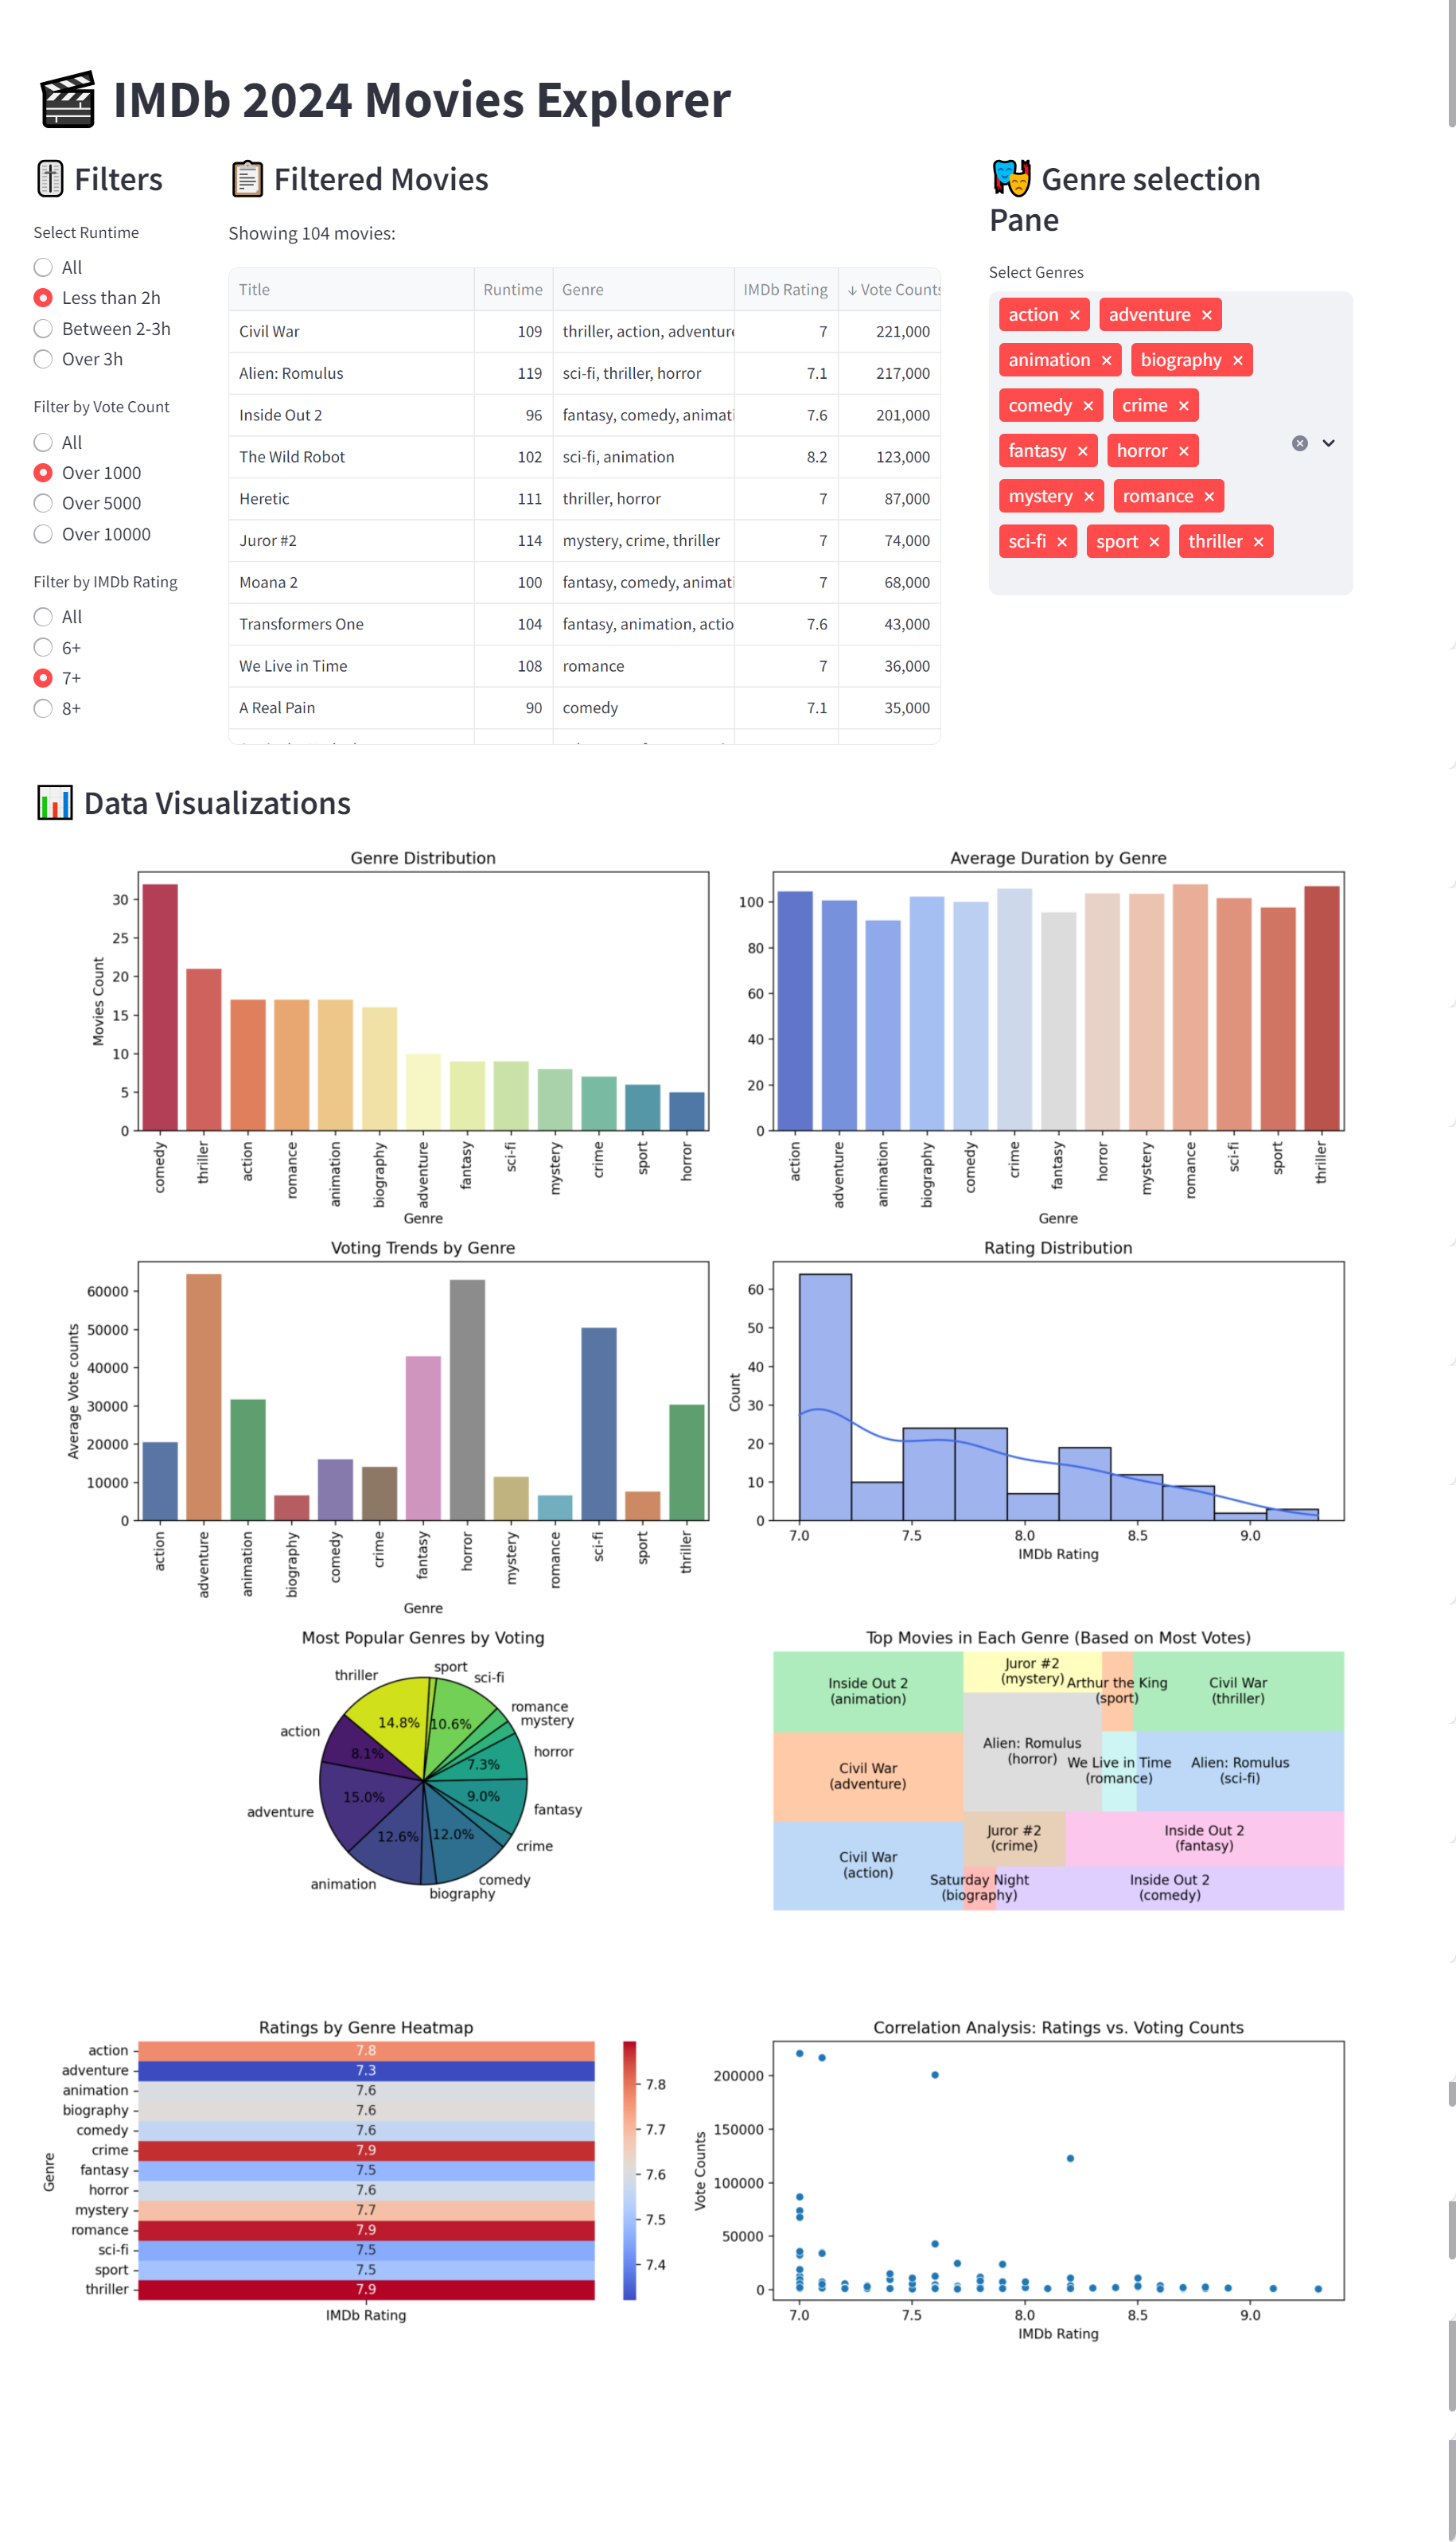 IMDb 2024 Movies Explorer
Filters
Select Runtime
All
Less than 2h
Between 2-3h
Over 3h
Filter by Vote Count
All
Over 1000
Over 5000
Over 10000
Filter by IMDb Rating
All
6+
7+
8+
Filtered Movies
Showing 104 movies:
Title Runtime Genre IMDb Rating ↓ Vote Counts
Civil War 109 thriller, action, adventure 7 221,000
Alien: Romulus 119 sci-fi, thriller, horror 7.1 217,000
Inside Out 2 96 fantasy, comedy, animati 7.6 201,000
The Wild Robot 102 sci-fi, animation 8.2 123,000
Heretic 111 thriller, horror 7 87,000
Juror #2 114 mystery, crime, thriller 7 74,000
Moana 2 100 fantasy, comedy, animati 7 68,000
Transformers One 104 fantasy, animation, actio 7.6 43,000
We Live in Time 108 romance 7 36,000
A Real Pain 90 comedy 7.1 35,000
Genre selection
Pane
Select Genres
action × adventure ×
animation × biography ×
comedy × crime ×
fantasy × horror ×
mystery × romance ×
sci-fi × sport × thriller ×
Data Visualizations
Genre Distribution
Movies Count
30
25
20
15
10
5
0
comedy
thriller
action
romance
animation
biography
adventure
fantasy
sci-fi
mystery
crime
sport
horror
Genre
Average Duration by Genre
100
80
60
40
20
0
action
adventure
animation
biography
comedy
crime
fantasy
horror
mystery
romance
sci-fi
sport
thriller
Genre
Voting Trends by Genre
Average Vote counts
60000
50000
40000
30000
20000
10000
0
action
adventure
animation
biography
comedy
crime
fantasy
horror
mystery
romance
sci-fi
sport
thriller
Genre
Rating Distribution
Count
60
50
40
30
20
10
0
7.0 7.5 8.0 8.5 9.0
IMDb Rating
Most Popular Genres by Voting
sport
thriller
sci-fi
romance
mystery
action
horror
adventure
fantasy
crime
animation
comedy
biography
14.8%
10.6%
8.1%
7.3%
15.0%
9.0%
12.6%
12.0%
Top Movies in Each Genre (Based on Most Votes)
Inside Out 2
(animation)
Juror #2
(mystery)
Arthur the King
(sport)
Civil War
(thriller)
Civil War
(adventure)
Alien: Romulus
(horror)
We Live in Time
(romance)
Alien: Romulus
(sci-fi)
Civil War
(action)
Juror #2
(crime)
Inside Out 2
(fantasy)
Saturday Night
(biography)
Inside Out 2
(comedy)
Ratings by Genre Heatmap
Genre
action 7.8
adventure 7.3
animation 7.6
biography 7.6
comedy 7.6
crime 7.9
fantasy 7.5
horror 7.6
mystery 7.7
romance 7.9
sci-fi 7.5
sport 7.5
thriller 7.9
IMDb Rating
7.8
7.7
7.6
7.5
7.4
Correlation Analysis: Ratings vs. Voting Counts
Vote Counts
200000
150000
100000
50000
0
7.0 7.5 8.0 8.5 9.0
IMDb Rating